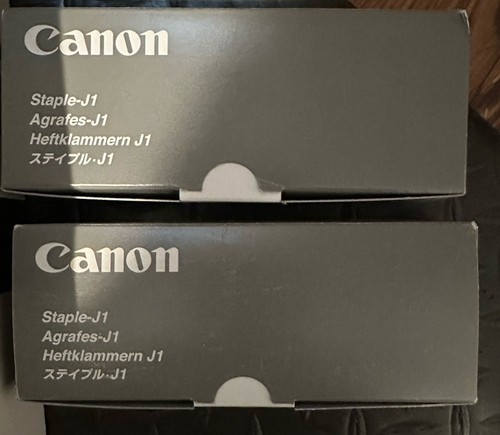 Canon
Staple-J1
Agrafes-J1
Heftklammern J1
ステイプル・J1
Canon
Staple-J1
Agrafes-J1
Heftklammern J1
ステイプル・J1